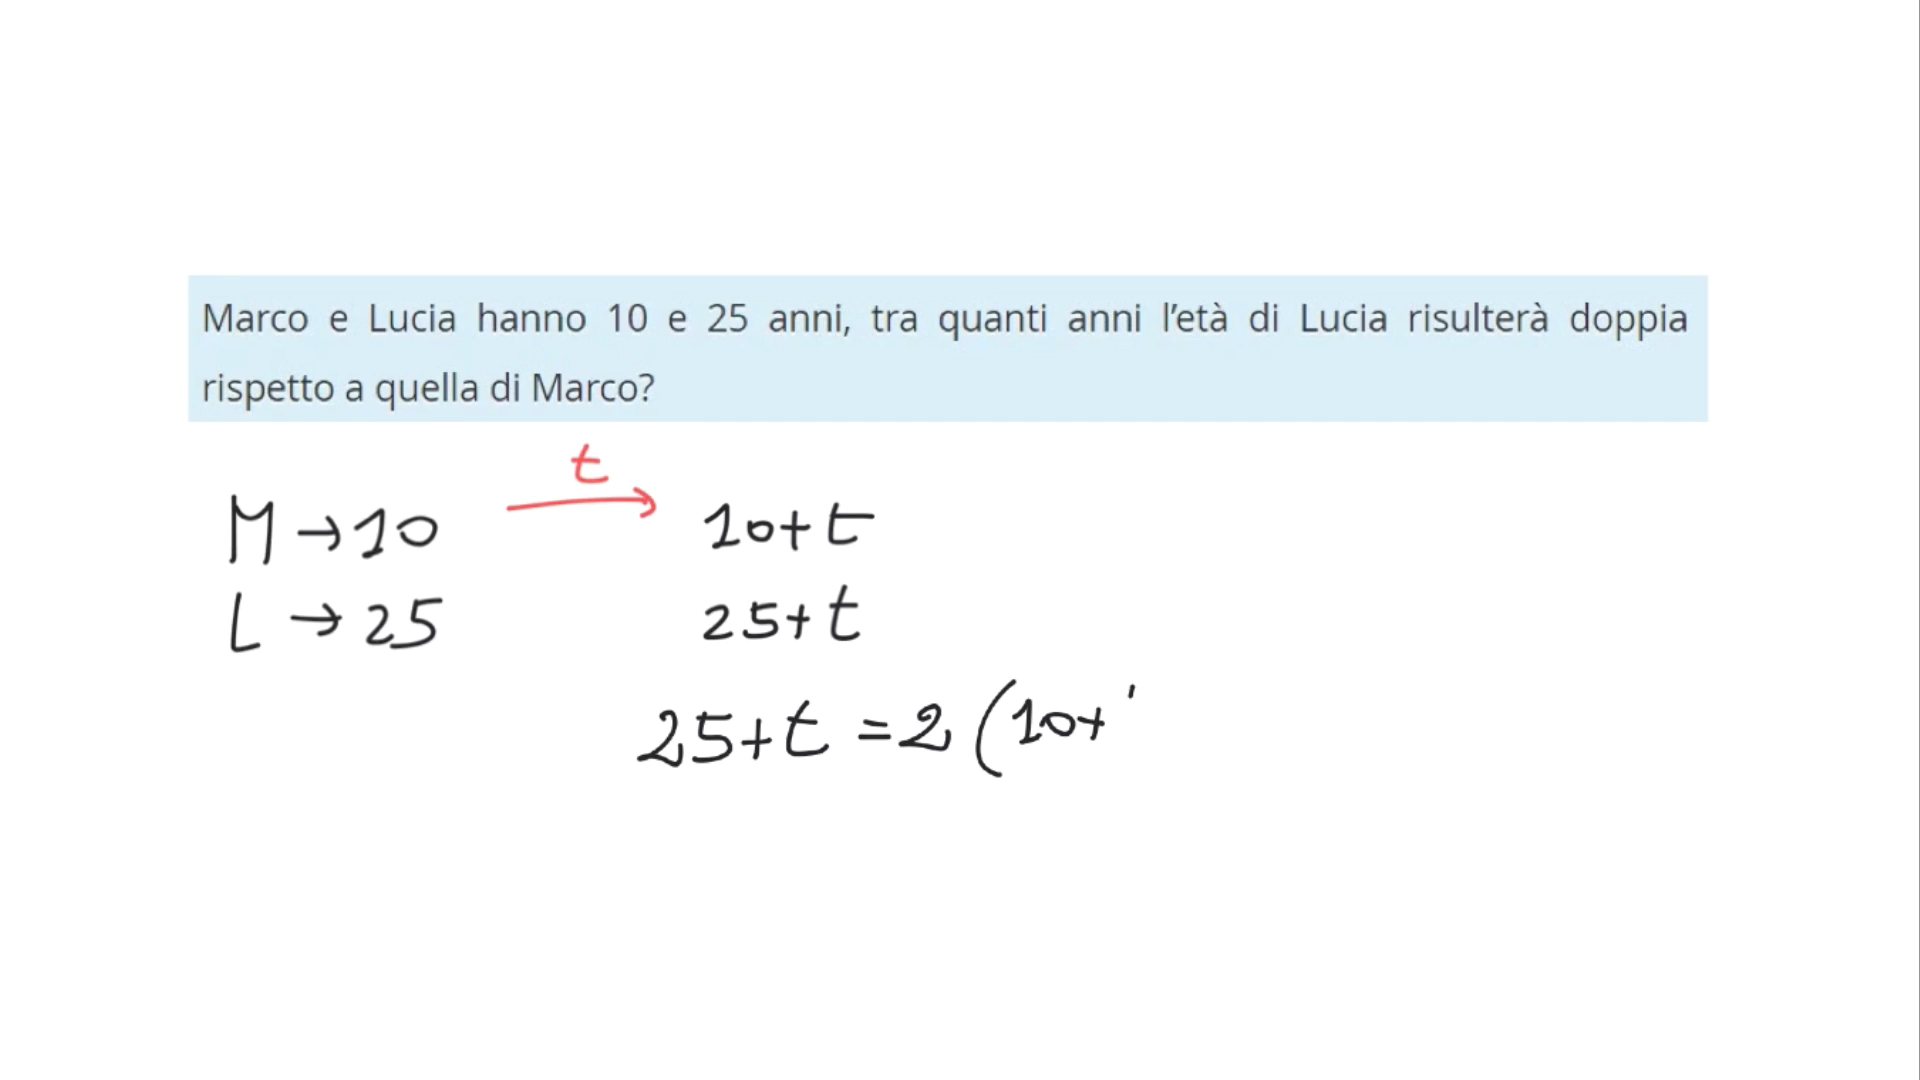 Marco e Lucia hanno 10 e 25 anni, tra quanti anni l’età di Lucia risulterà doppia
rispetto a quella di Marco?
t
M → 10 10+t
L → 25 25+t
25+t = 2 (10+